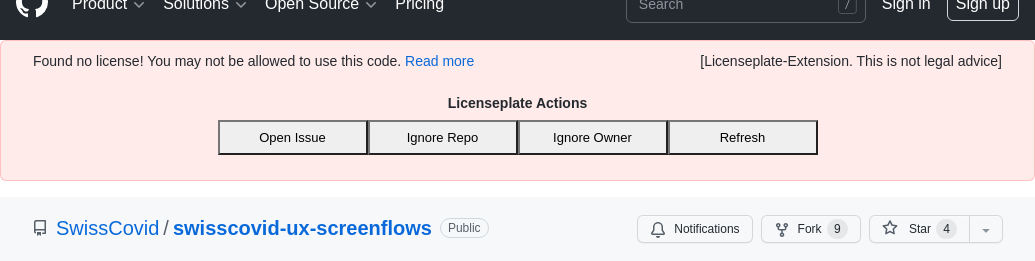 Product Solutions Open Source Pricing Search / Sign in Sign up
Found no license! You may not be allowed to use this code. Read more [Licenseplate-Extension. This is not legal advice]
Licenseplate Actions
Open Issue Ignore Repo Ignore Owner Refresh
SwissCovid / swisscovid-ux-screenflows Public Notifications Fork 9 Star 4